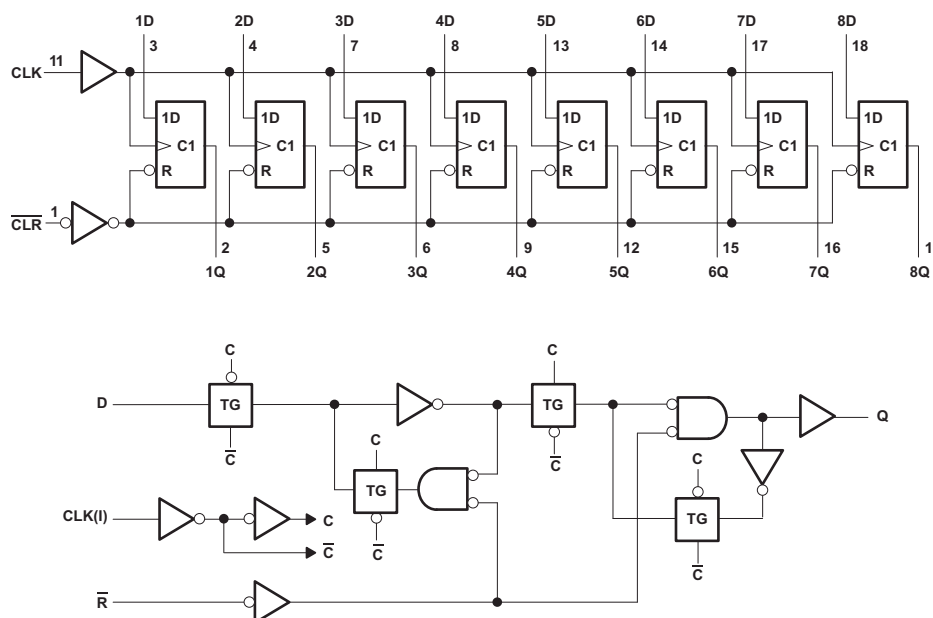 1D 2D 3D 4D 5D 6D 7D 8D
3 4 7 8 13 14 17 18
CLK 11
1D 1D 1D 1D 1D 1D 1D 1D
C1 C1 C1 C1 C1 C1 C1 C1
R R R R R R R R
C̅L̅R̅ 1
2 5 6 9 12 15 16 1
1Q 2Q 3Q 4Q 5Q 6Q 7Q 8Q
C C
D TG TG Q
C̅ C C̅ C
TG TG
CLK(I) C
C̅ C̅ C̅
R̅